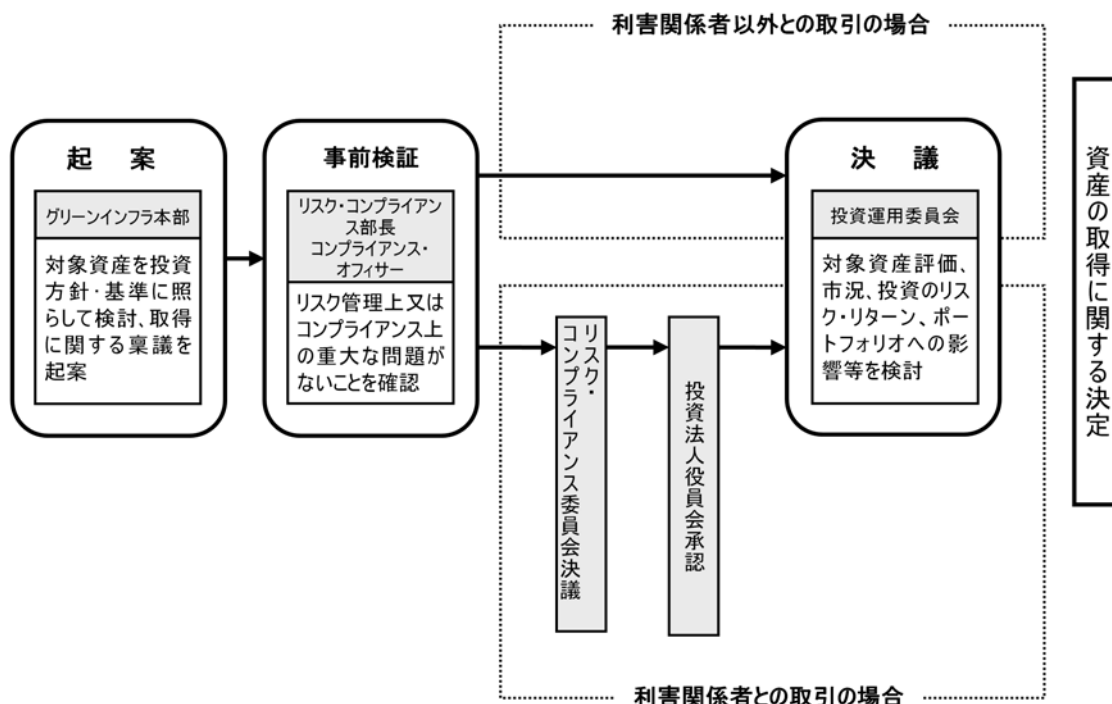 利害関係者以外との取引の場合
起 案
グリーンインフラ本部
対象資産を投資
方針・基準に照
らして検討、取得
に関する稟議を
起案
事前検証
リスク・コンプライアン
ス部長
コンプライアンス・
オフィサー
リスク管理上又は
コンプライアンス上
の重大な問題が
ないことを確認
リスク・
コンプライアンス委員会決議
投資法人役員会承認
決 議
投資運用委員会
対象資産評価、
市況、投資のリス
ク・リターン、ポー
トフォリオへの影
響等を検討
資産の取得に関する決定
利害関係者との取引の場合